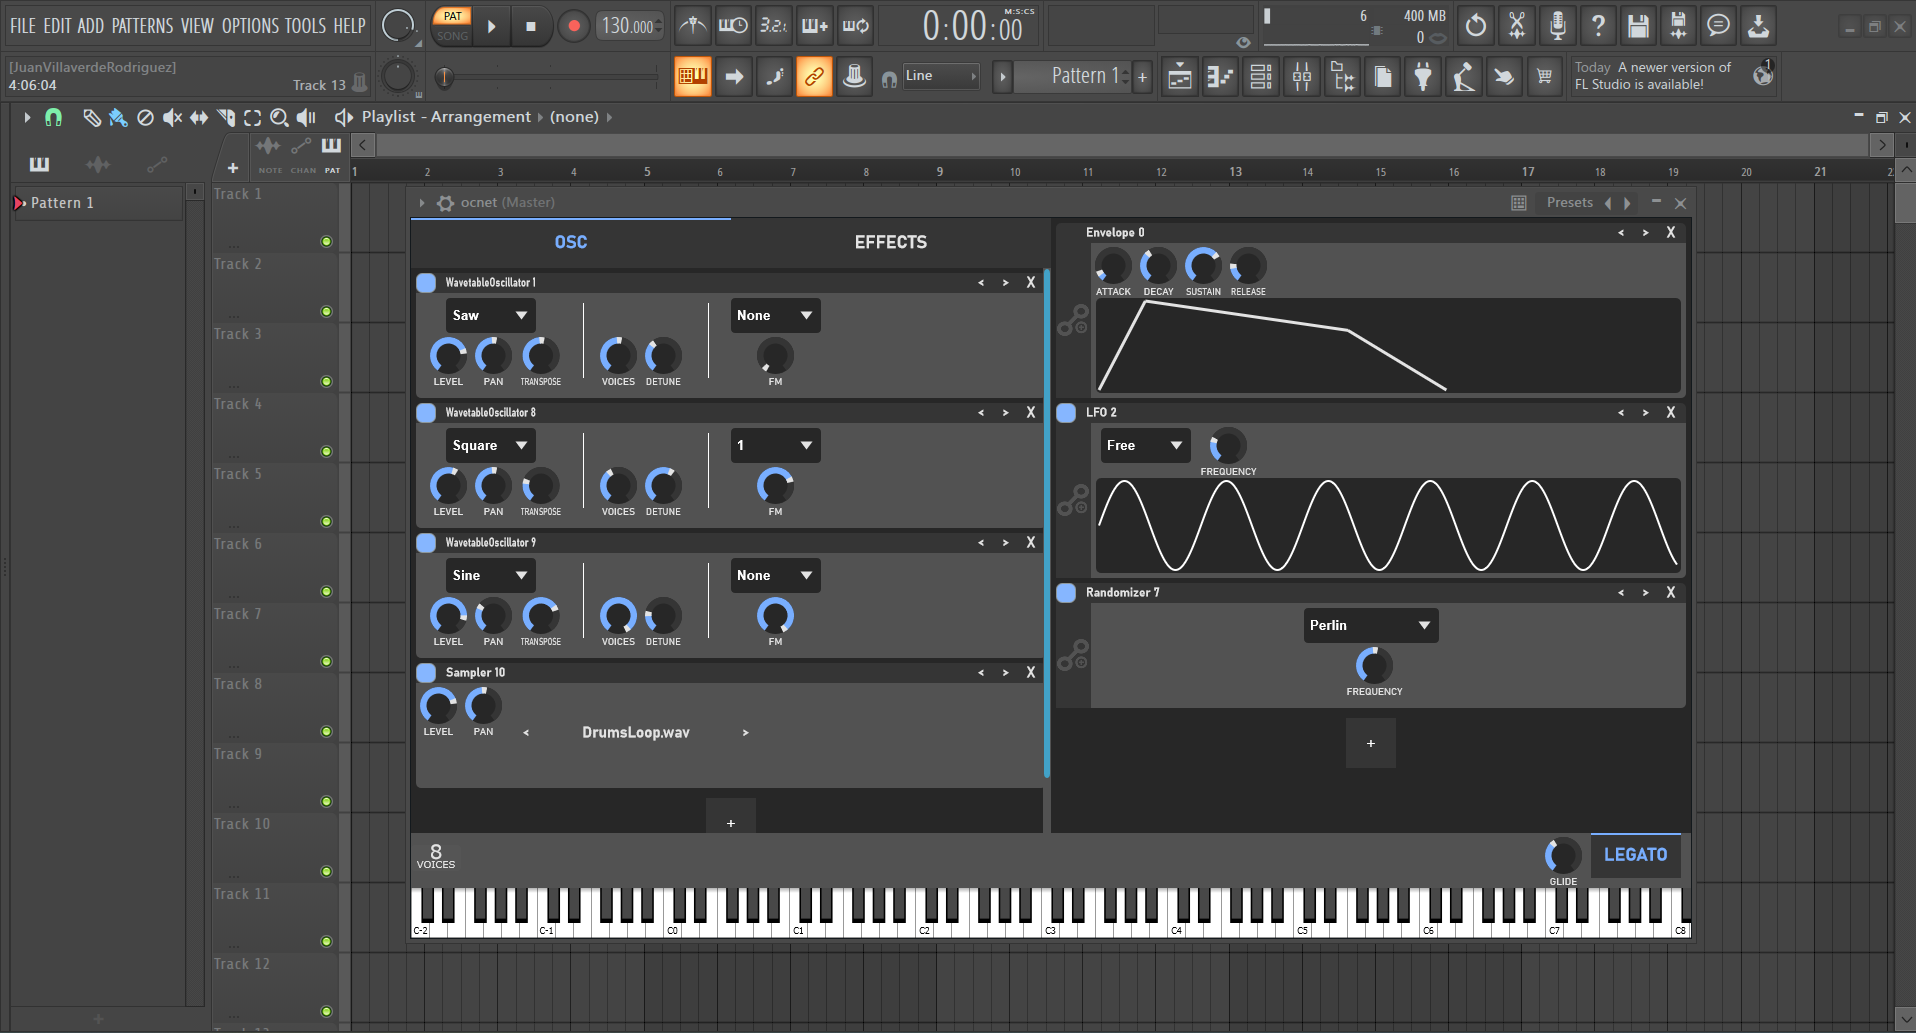 FILE EDIT ADD PATTERNS VIEW OPTIONS TOOLS HELP
PAT
SONG
130.000
3.2.1
0:00:00
M:S:CS
6
400 MB
0
[JuanVillaverdeRodriguez]
4:06:04
Track 13
Line
Pattern 1
+
Today A newer version of
FL Studio is available!
1
Playlist - Arrangement
(none)
+
NOTE CHAN PAT
1 2 3 4 5 6 7 8 9 10 11 12 13 14 15 16 17 18 19 20 21
Pattern 1
Track 1
Track 2
Track 3
Track 4
Track 5
Track 6
Track 7
Track 8
Track 9
Track 10
Track 11
Track 12
ocnet (Master)
Presets
OSC
EFFECTS
WavetableOscillator 1
< > X
Saw
None
LEVEL PAN TRANSPOSE VOICES DETUNE FM
WavetableOscillator 8
< > X
Square
1
LEVEL PAN TRANSPOSE VOICES DETUNE FM
WavetableOscillator 9
< > X
Sine
None
LEVEL PAN TRANSPOSE VOICES DETUNE FM
Sampler 10
< > X
LEVEL PAN
< DrumsLoop.wav >
+
Envelope 0
< > X
ATTACK DECAY SUSTAIN RELEASE
LFO 2
< > X
Free
FREQUENCY
Randomizer 7
< > X
Perlin
FREQUENCY
+
8
VOICES
GLIDE
LEGATO
C-2 C-1 C0 C1 C2 C3 C4 C5 C6 C7 C8